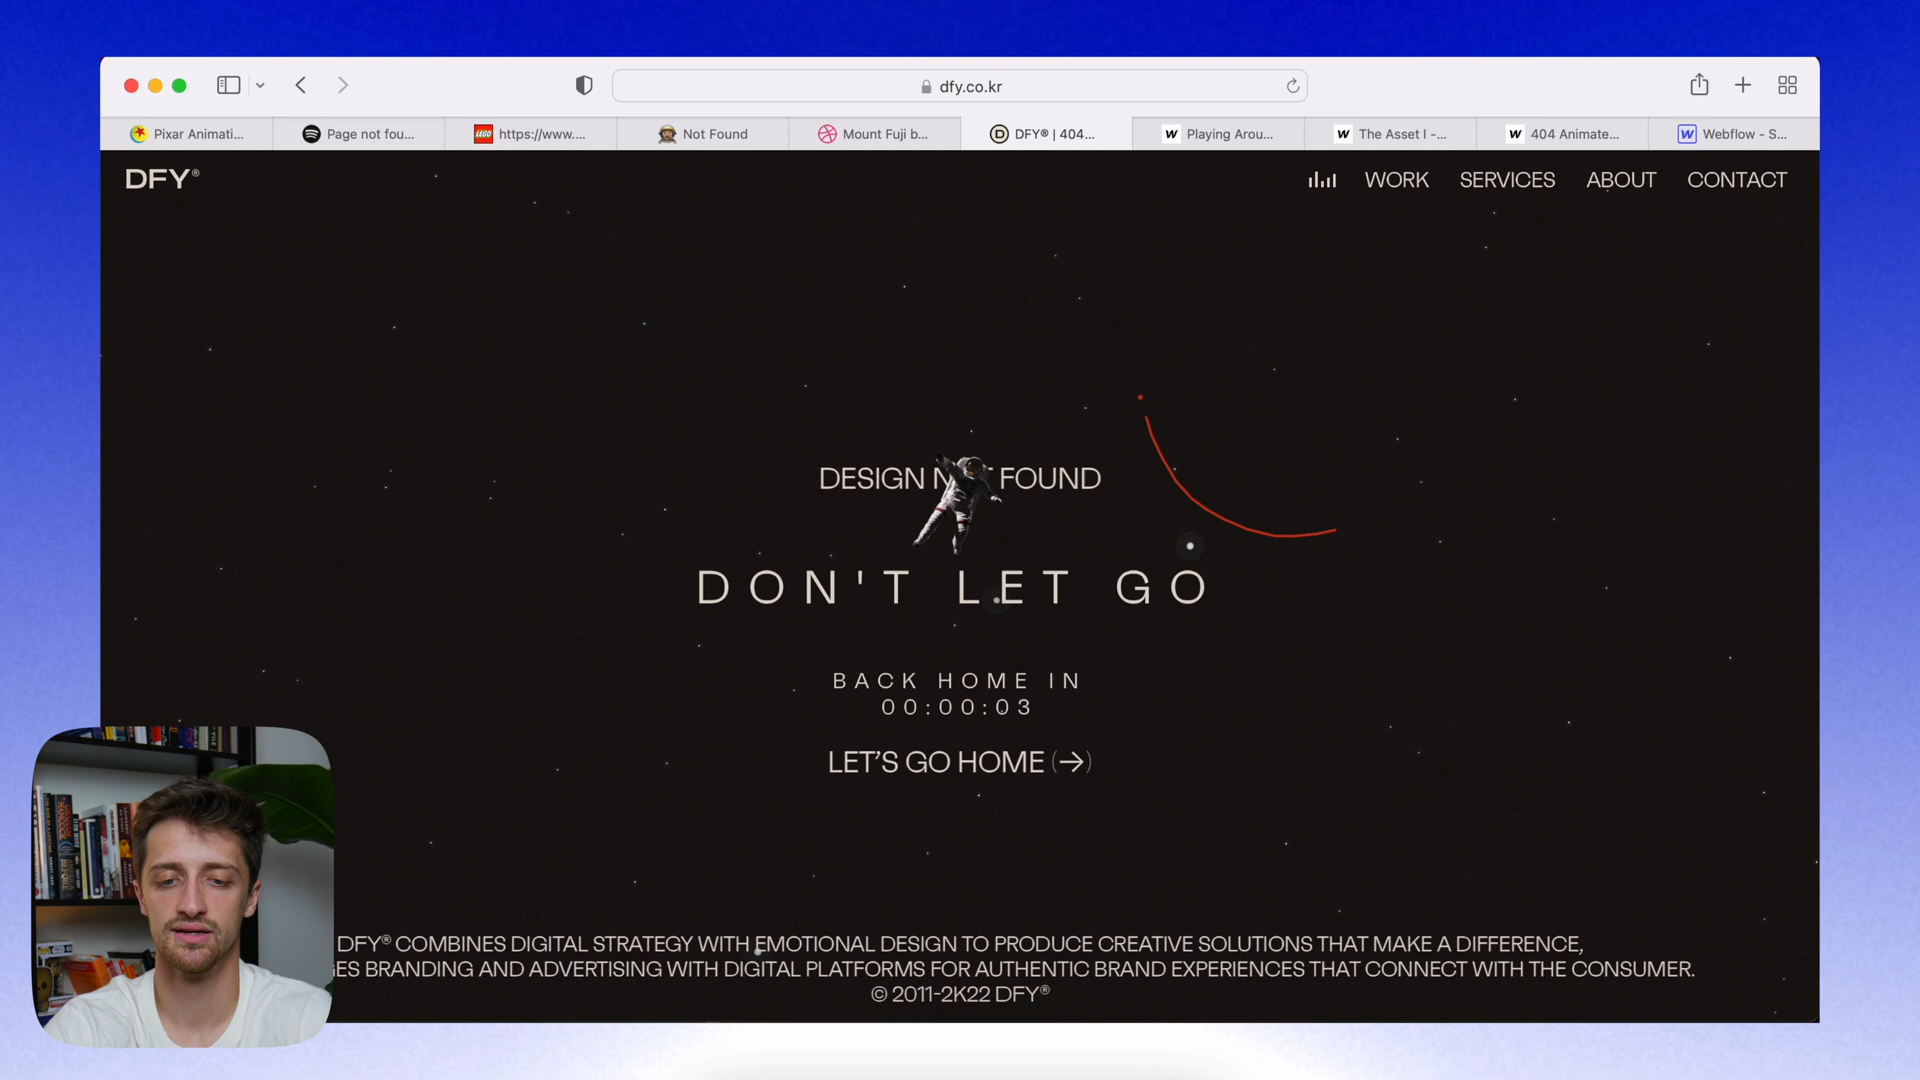 dfy.co.kr
Pixar Animati...
Page not fou...
LEGO
https://www....
Not Found
Mount Fuji b...
D
DFY® | 404...
W
Playing Arou...
W
The Asset I -...
W
404 Animate...
W
Webflow - S...
DFY®
WORK
SERVICES
ABOUT
CONTACT
DESIGN N FOUND
DON'T LET GO
BACK HOME IN
00:00:03
LET'S GO HOME (→)
DFY® COMBINES DIGITAL STRATEGY WITH EMOTIONAL DESIGN TO PRODUCE CREATIVE SOLUTIONS THAT MAKE A DIFFERENCE,
BRANDING AND ADVERTISING WITH DIGITAL PLATFORMS FOR AUTHENTIC BRAND EXPERIENCES THAT CONNECT WITH THE CONSUMER.
© 2011-2K22 DFY®